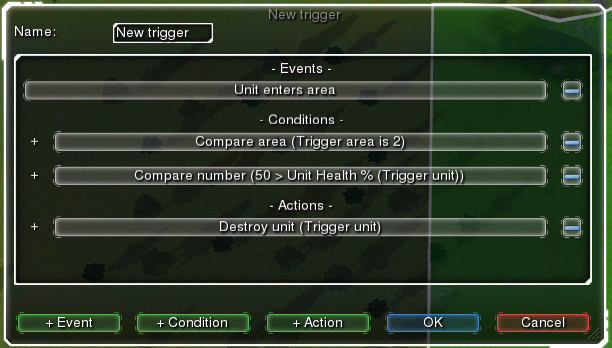 New trigger
Name: New trigger
- Events -
Unit enters area
- Conditions -
+ Compare area (Trigger area is 2)
+ Compare number (50 > Unit Health % (Trigger unit))
- Actions -
+ Destroy unit (Trigger unit)
+ Event + Condition + Action OK Cancel